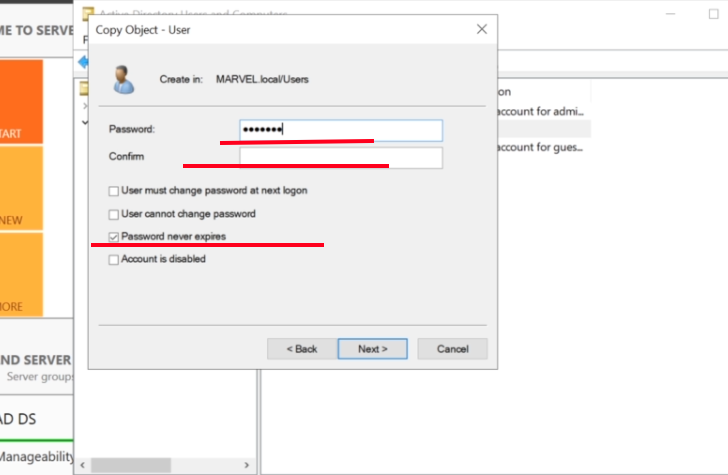 Active Directory Users and Computers
ME TO SERVE
Copy Object - User
Create in: MARVEL.local/Users
on
account for admi...
Password: •••••••
Confirm
account for gues...
START
User must change password at next logon
User cannot change password
NEW
Password never expires
Account is disabled
MORE
< Back
Next >
Cancel
ND SERVER
Server groups
AD DS
Manageability